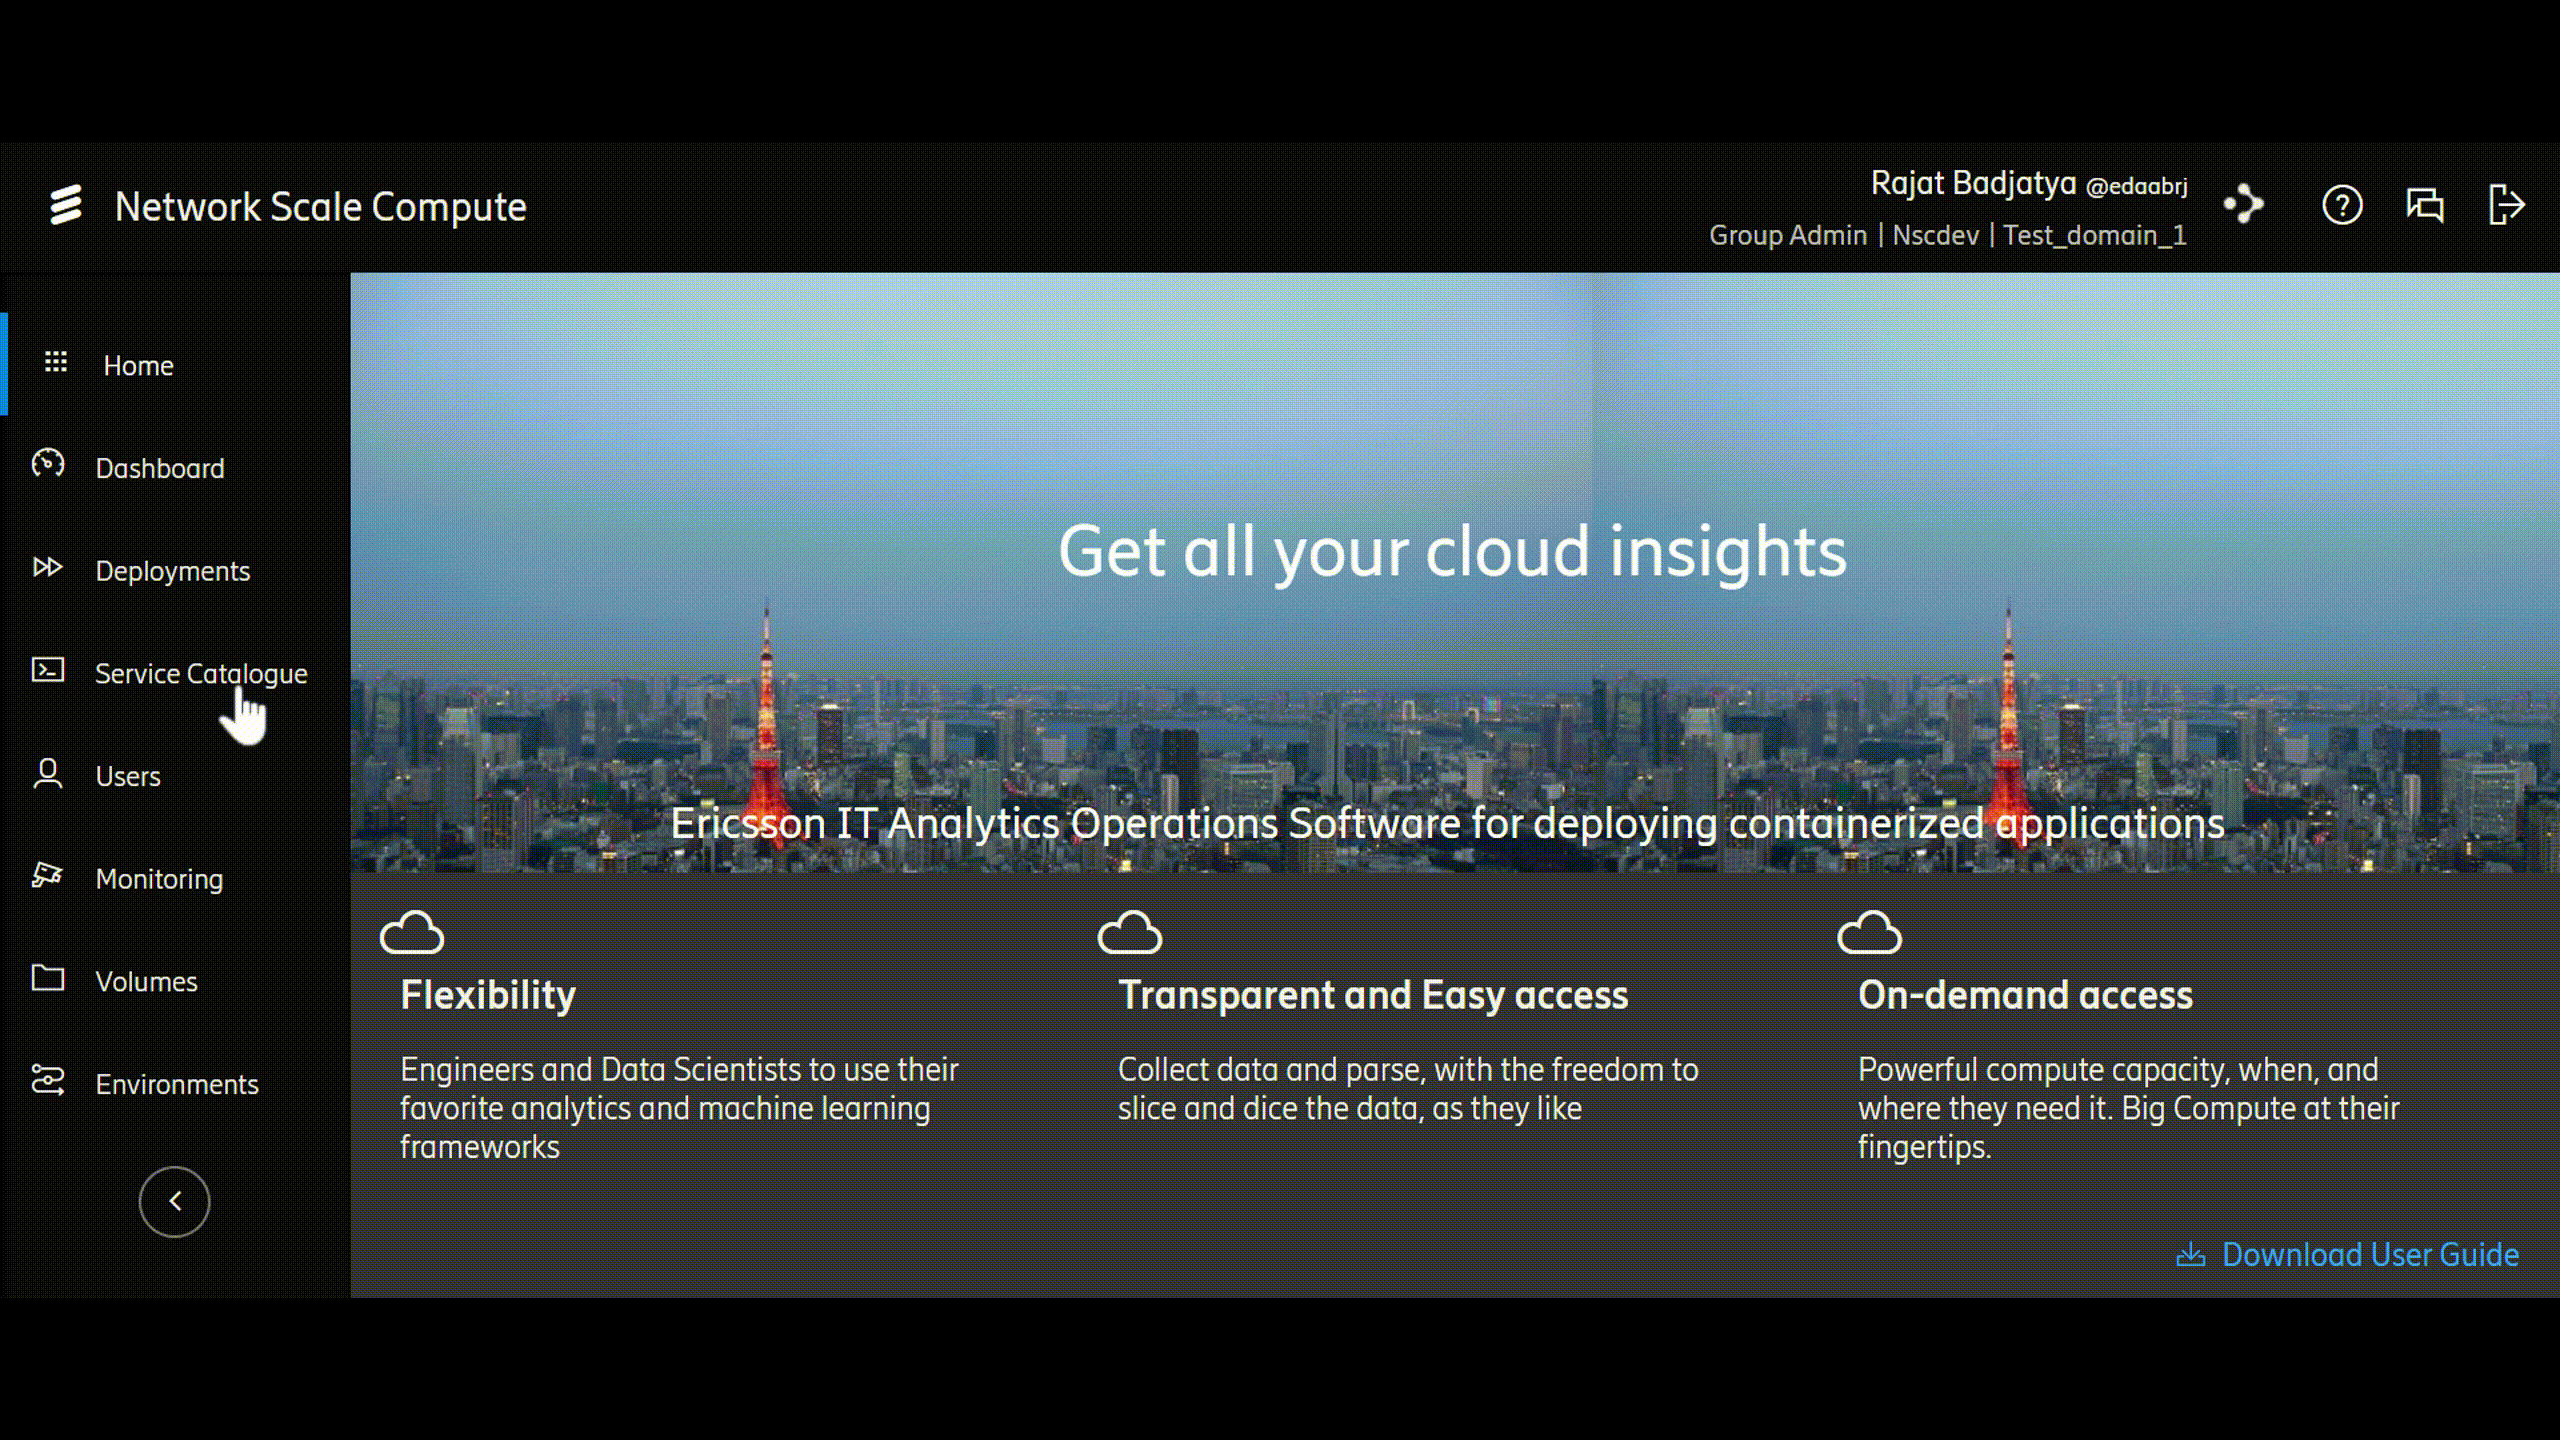 Network Scale Compute
Rajat Badjatya @edaabrj
Group Admin | Nscdev | Test_domain_1
Home
Dashboard
Deployments
Service Catalogue
Users
Monitoring
Volumes
Environments
Get all your cloud insights
Ericsson IT Analytics Operations Software for deploying containerized applications
Flexibility
Engineers and Data Scientists to use their
favorite analytics and machine learning
frameworks
Transparent and Easy access
Collect data and parse, with the freedom to
slice and dice the data, as they like
On-demand access
Powerful compute capacity, when, and
where they need it. Big Compute at their
fingertips.
Download User Guide